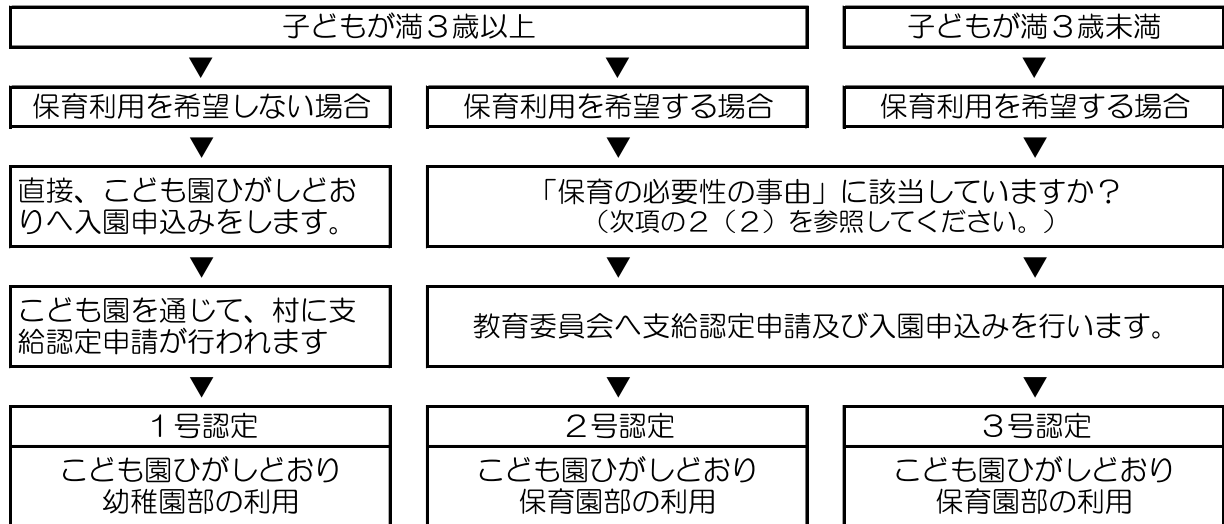 子どもが満３歳以上
子どもが満３歳未満
▼
▼
▼
保育利用を希望しない場合
保育利用を希望する場合
保育利用を希望する場合
▼
▼
▼
直接、こども園ひがしどお
りへ入園申込みをします。
「保育の必要性の事由」に該当していますか？
（次項の２（２）を参照してください。）
▼
▼
▼
こども園を通じて、村に支
給認定申請が行われます
教育委員会へ支給認定申請及び入園申込みを行います。
▼
▼
▼
１号認定
２号認定
３号認定
こども園ひがしどおり
幼稚園部の利用
こども園ひがしどおり
保育園部の利用
こども園ひがしどおり
保育園部の利用